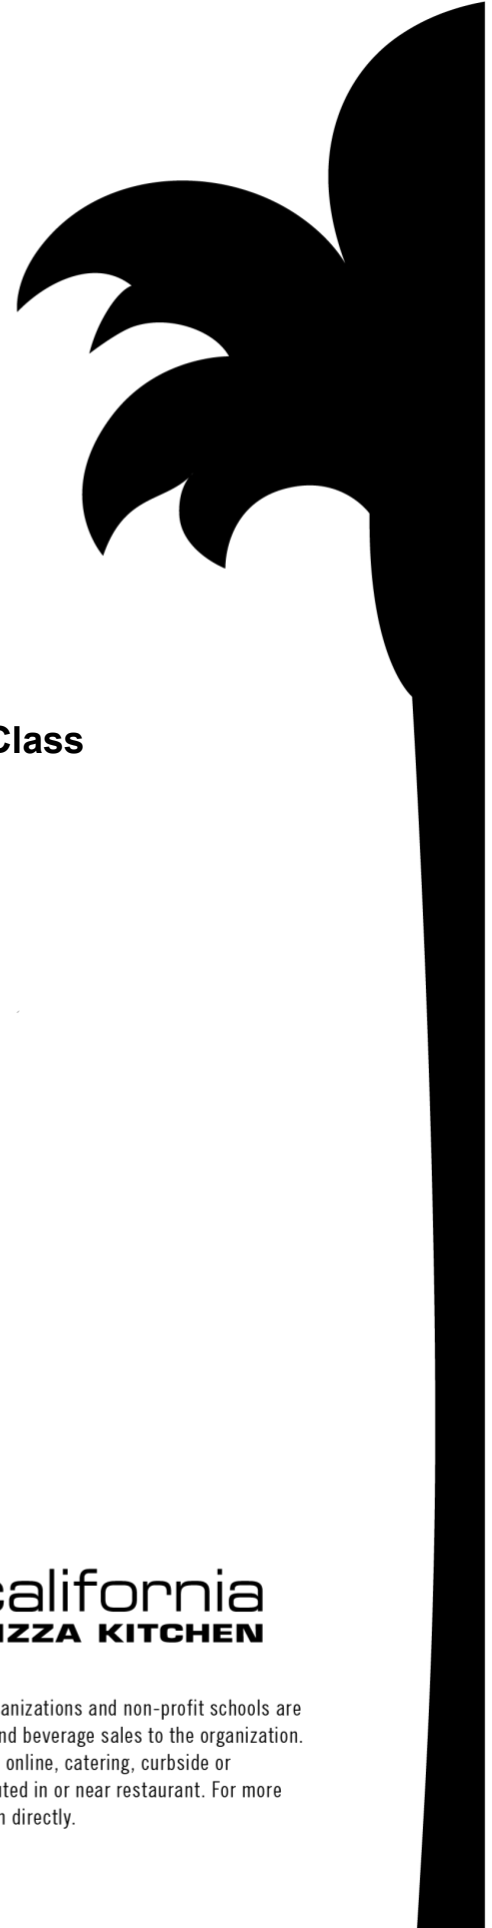 Class
california
IZZA KITCHEN
anizations and non-profit schools are
nd beverage sales to the organization.
online, catering, curbside or
ted in or near restaurant. For more
n directly.